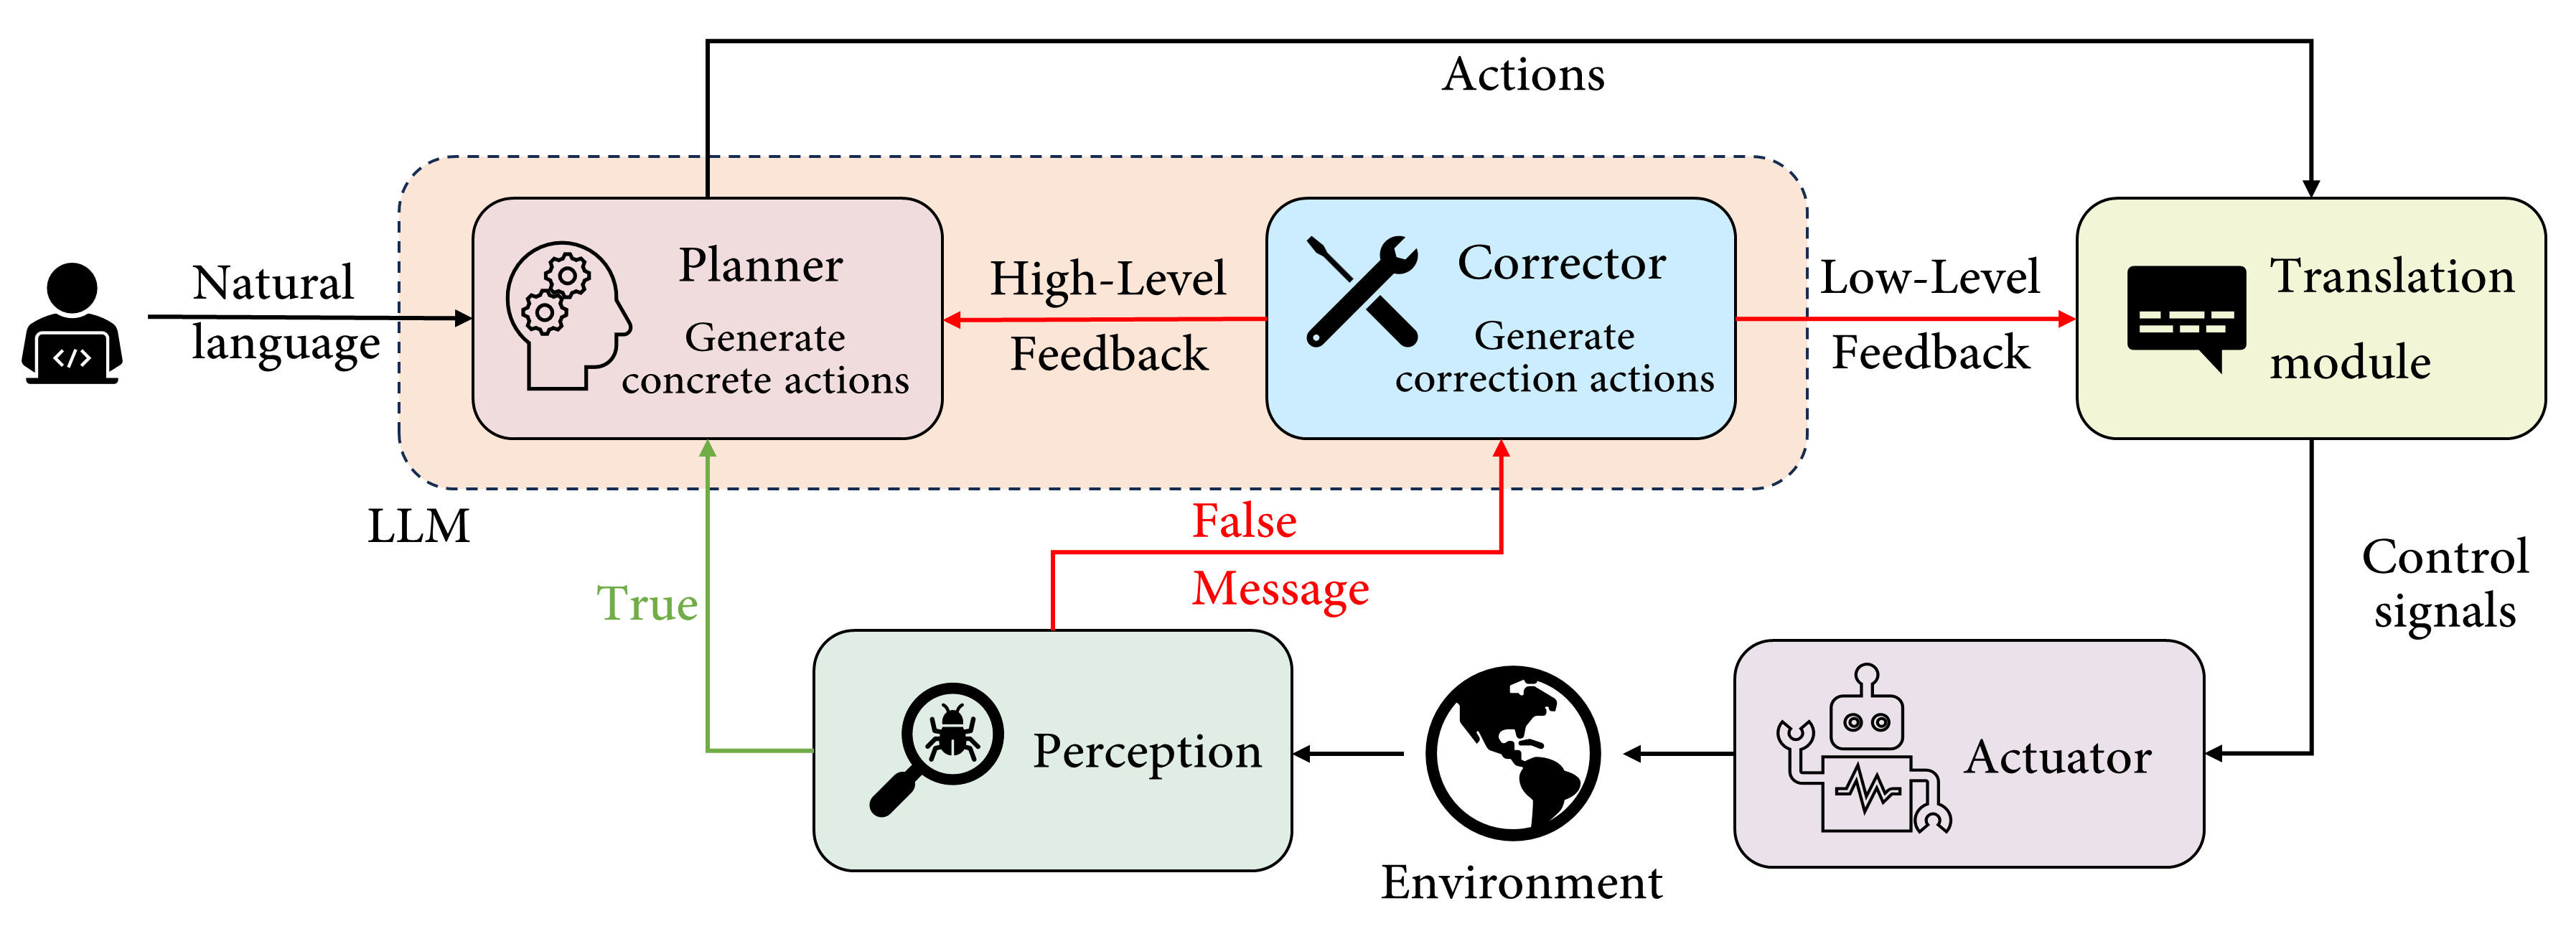 Actions
Natural
language
Planner
Generate
concrete actions
High-Level
Feedback
Corrector
Generate
correction actions
Low-Level
Feedback
Translation
module
LLM
True
False
Message
Control
signals
</>
Perception
Environment
Actuator